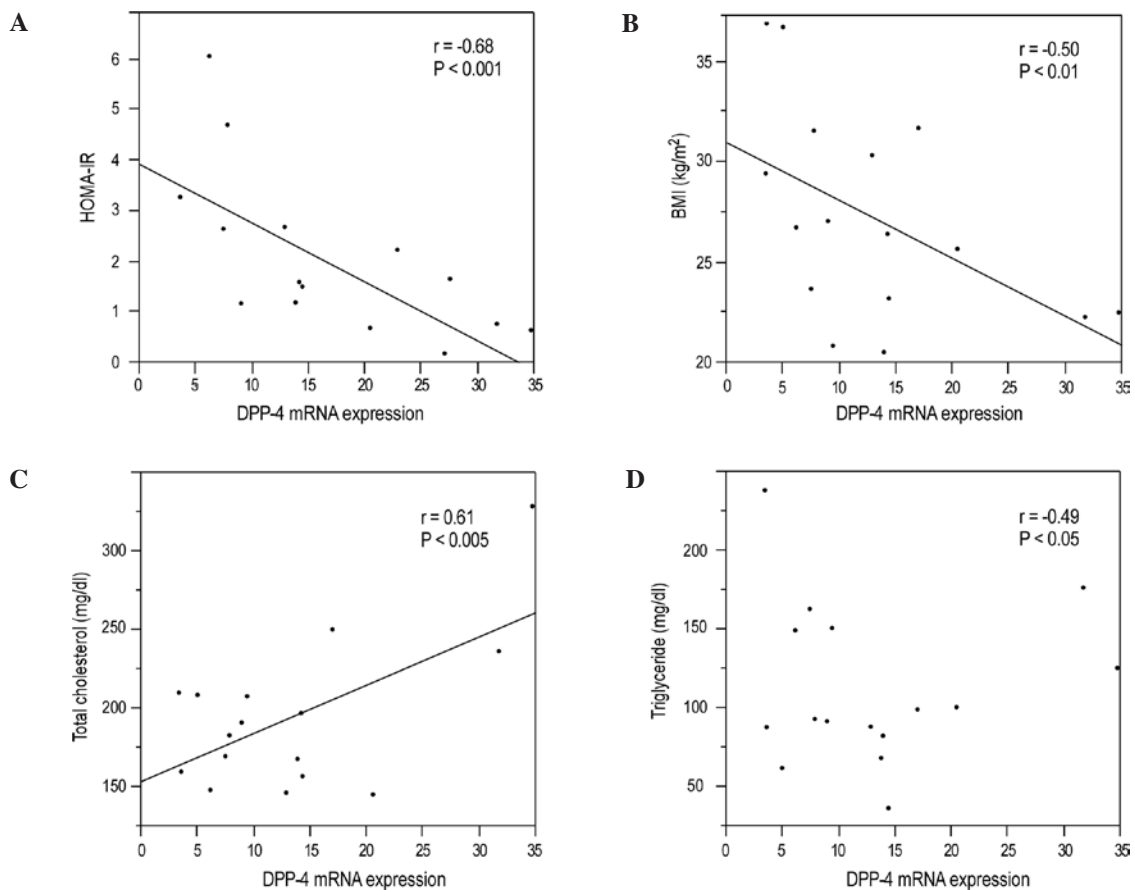 A
r = -0.68
P < 0.001
HOMA-IR
6
5
4
3
2
1
0
0 5 10 15 20 25 30 35
DPP-4 mRNA expression
B
r = -0.50
P < 0.01
BMI (kg/m²)
35
30
25
20
0 5 10 15 20 25 30 35
DPP-4 mRNA expression
C
r = 0.61
P < 0.005
Total cholesterol (mg/dl)
300
250
200
150
0 5 10 15 20 25 30 35
DPP-4 mRNA expression
D
r = -0.49
P < 0.05
Triglyceride (mg/dl)
200
150
100
50
0 5 10 15 20 25 30 35
DPP-4 mRNA expression